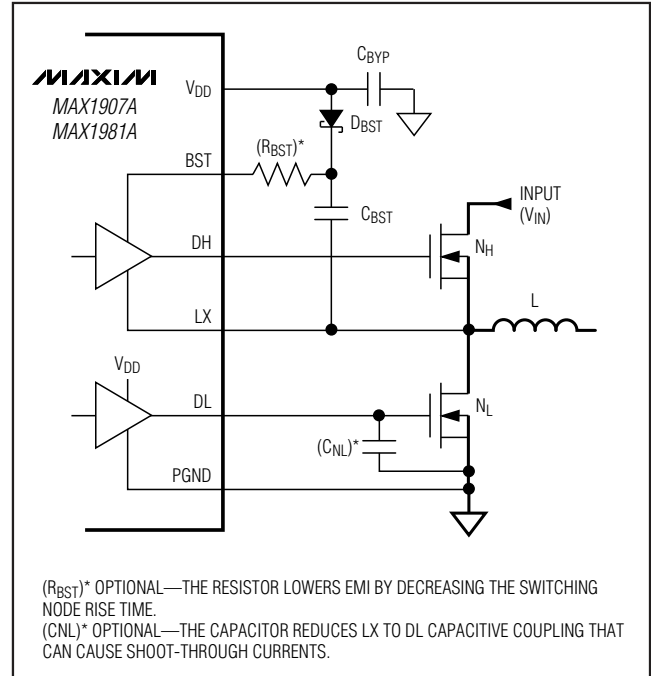 MAXIM
MAX1907A
MAX1981A
VDD
CBYP
DBST
(RBST)*
BST
CBST
INPUT
(VIN)
DH
NH
L
LX
VDD
DL
NL
(CNL)*
PGND
(RBST)* OPTIONAL—THE RESISTOR LOWERS EMI BY DECREASING THE SWITCHING
NODE RISE TIME.
(CNL)* OPTIONAL—THE CAPACITOR REDUCES LX TO DL CAPACITIVE COUPLING THAT
CAN CAUSE SHOOT-THROUGH CURRENTS.